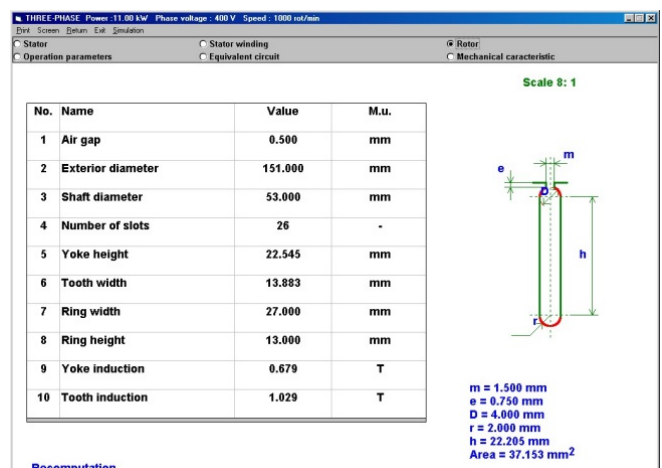 THREE-PHASE Power :11.00 kW Phase voltage : 400 V Speed : 1000 rot/min
Print Screen Return Exit Simulation
Stator Stator winding Rotor
Operation parameters Equivalent circuit Mechanical caracteristic
Scale 8: 1
No. Name Value M.u.
1 Air gap 0.500 mm
2 Exterior diameter 151.000 mm
3 Shaft diameter 53.000 mm
4 Number of slots 26 -
5 Yoke height 22.545 mm
6 Tooth width 13.883 mm
7 Ring width 27.000 mm
8 Ring height 13.000 mm
9 Yoke induction 0.679 T
10 Tooth induction 1.029 T
m
e
D
h
r
m = 1.500 mm
e = 0.750 mm
D = 4.000 mm
r = 2.000 mm
h = 22.205 mm
Area = 37.153 mm2
Recomputation